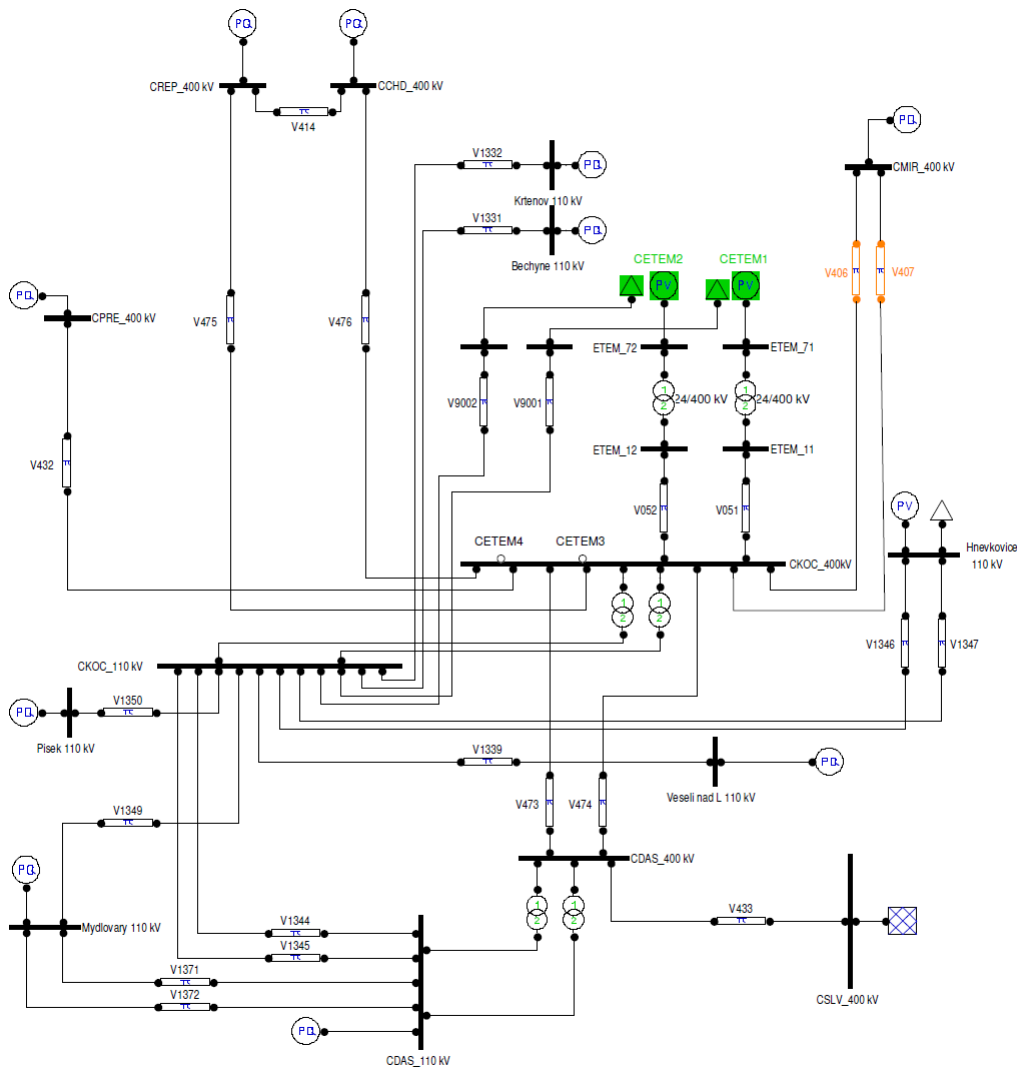 PQ
PQ
CREP_400 kV
CCHD_400 kV
π
V414
PQ
V1332
π
PQ
CMIR_400 kV
Krtenov 110 kV
V1331
π
PQ
Bechyne 110 kV
CETEM2
CETEM1
V406
π
π
V407
PQ
PV
PV
CPRE_400 kV
V475
π
V476
π
ETEM_72
ETEM_71
V9002
π
V9001
π
1
2
24/400 kV
1
2
24/400 kV
V432
π
ETEM_12
ETEM_11
V052
π
V051
π
PV
CETEM4
CETEM3
Hnevkovice
110 kV
CKOC_400kV
1
2
1
2
V1346
π
V1347
π
CKOC_110 kV
PQ
V1350
π
Pisek 110 kV
V1339
π
PQ
Veseli nad L 110 kV
V473
π
V474
π
V1349
π
CDAS_400 kV
PQ
1
2
1
2
V433
π
Mydlovary 110 kV
V1344
π
V1345
π
V1371
π
V1372
π
CSLV_400 kV
PQ
CDAS_110 kV